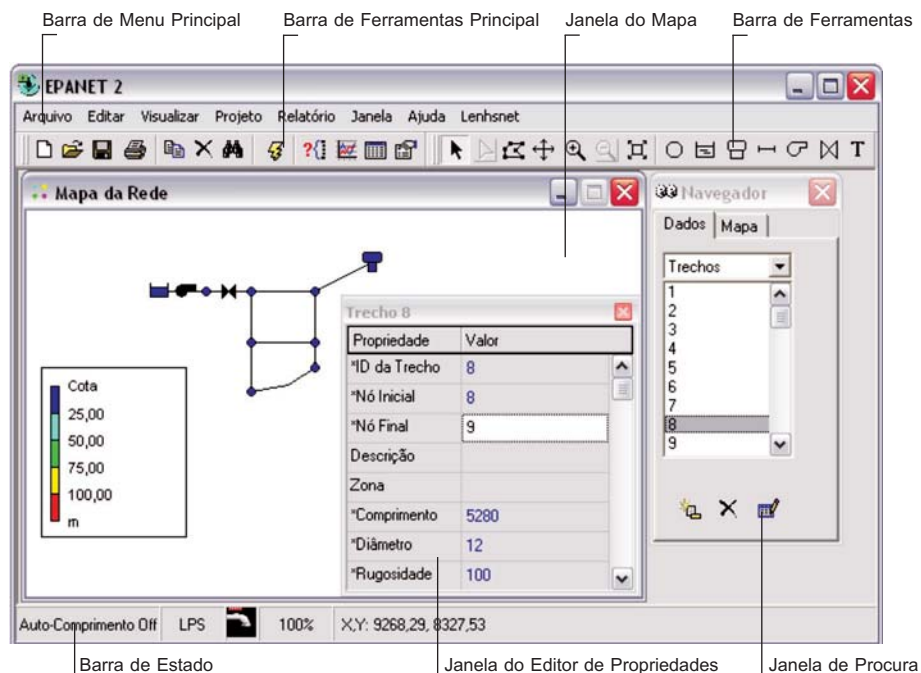 Barra de Menu Principal
Barra de Ferramentas Principal
Janela do Mapa
Barra de Ferramentas
EPANET 2
Arquivo Editar Visualizar Projeto Relatório Janela Ajuda Lenhsnet
T
Mapa da Rede
Navegador
Dados Mapa
Trechos
1
2
3
4
5
6
7
8
9
Trecho 8
Propriedade Valor
*ID da Trecho 8
*Nó Inicial 8
*Nó Final 9
Descrição
Zona
*Comprimento 5280
*Diâmetro 12
*Rugosidade 100
Cota
25,00
50,00
75,00
100,00
m
Auto-Comprimento Off LPS 100% X,Y: 9268,29, 8327,53
Barra de Estado
Janela do Editor de Propriedades
Janela de Procura